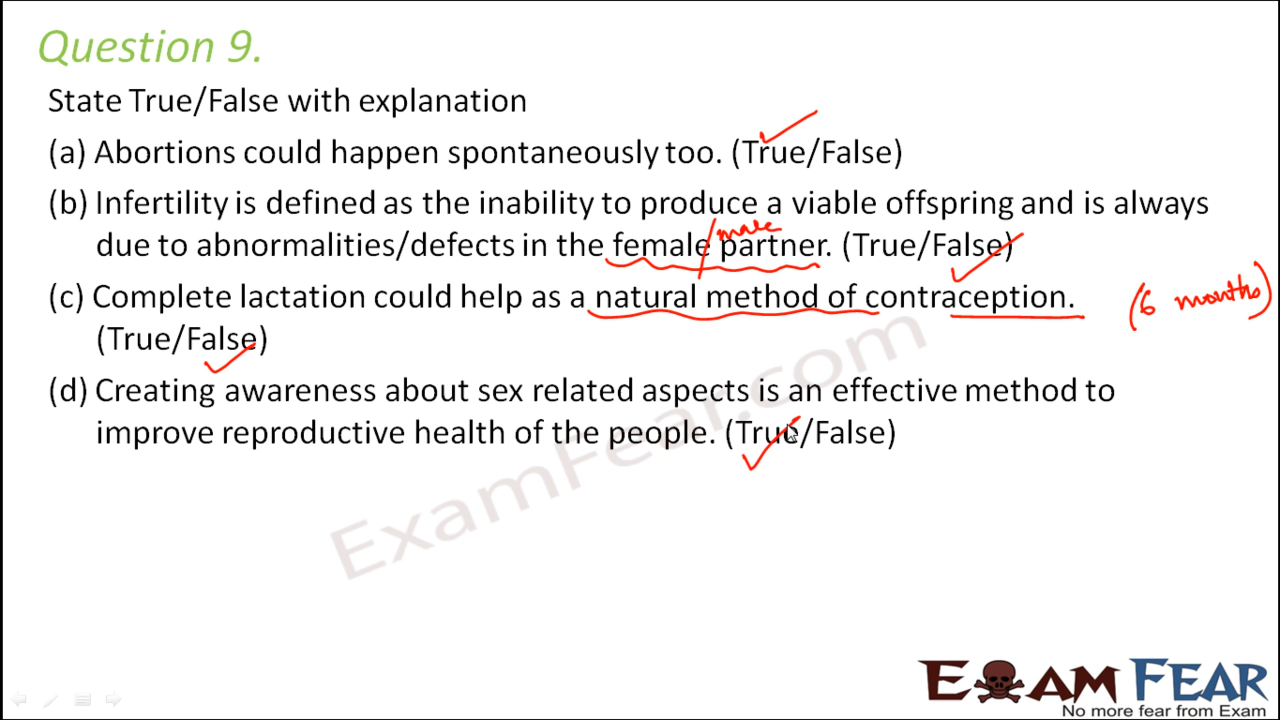 Question 9.
State True/False with explanation
(a) Abortions could happen spontaneously too. (True/False)
(b) Infertility is defined as the inability to produce a viable offspring and is always
male
due to abnormalities/defects in the female/partner. (True/False)
(c) Complete lactation could help as a natural method of contraception. (6 months)
(True/False)
(d) Creating awareness about sex related aspects is an effective method to
improve reproductive health of the people. (True/False)
ExamFear.com
EXAM FEAR
No more fear from Exam